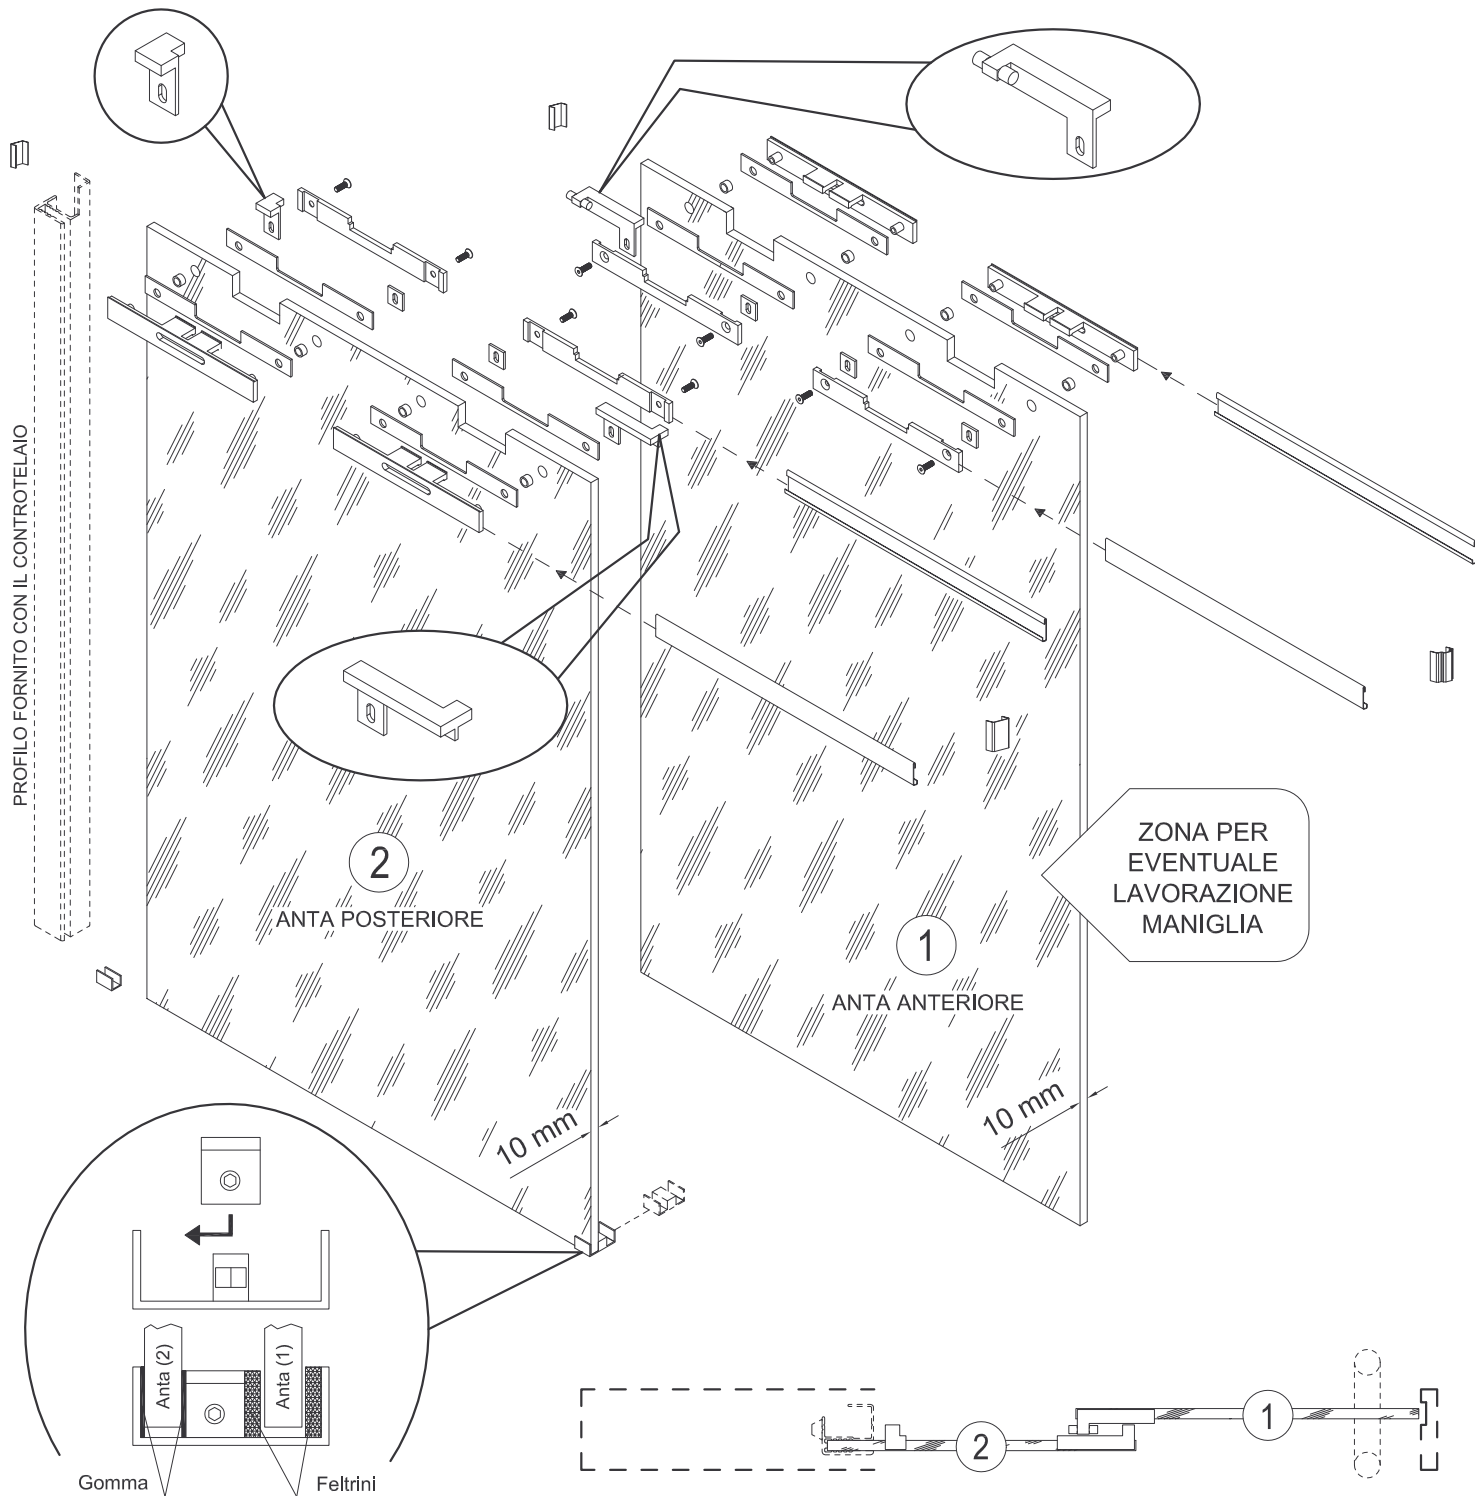 PROFILO FORNITO CON IL CONTROTELAIO
2
ANTA POSTERIORE
1
ANTA ANTERIORE
ZONA PER
EVENTUALE
LAVORAZIONE
MANIGLIA
10 mm
10 mm
Anta (2)
Anta (1)
Gomma
Feltrini
2
1